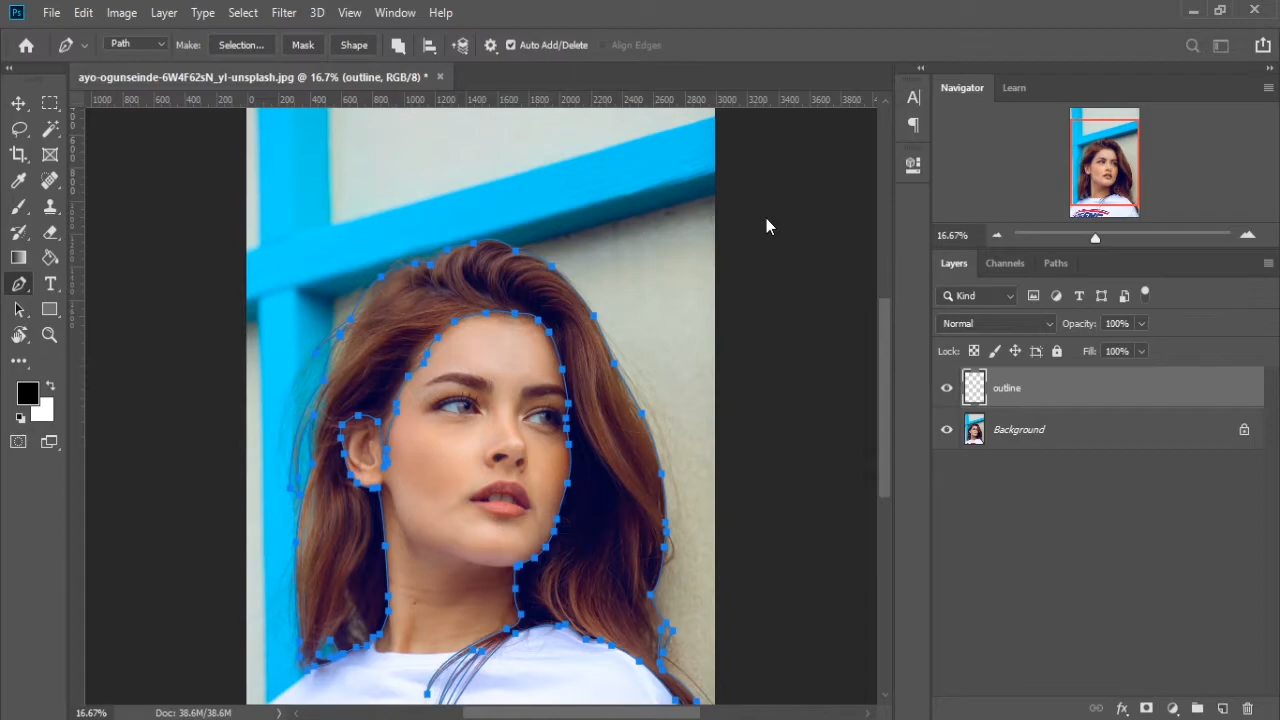 Ps File Edit Image Layer Type Select Filter 3D View Window Help
Path Make: Selection... Mask Shape Auto Add/Delete Align Edges
ayo-ogunseinde-6W4F62sN_yI-unsplash.jpg @ 16.7% (outline, RGB/8) *
1000 800 600 400 200 0 200 400 600 800 1000 1200 1400 1600 1800 2000 2200 2400 2600 2800 3000 3200 3400 3600 3800
Navigator Learn
16.67%
Layers Channels Paths
Kind
Normal Opacity: 100%
Lock: Fill: 100%
outline
Background
16.67% Doc: 38.6M/38.6M